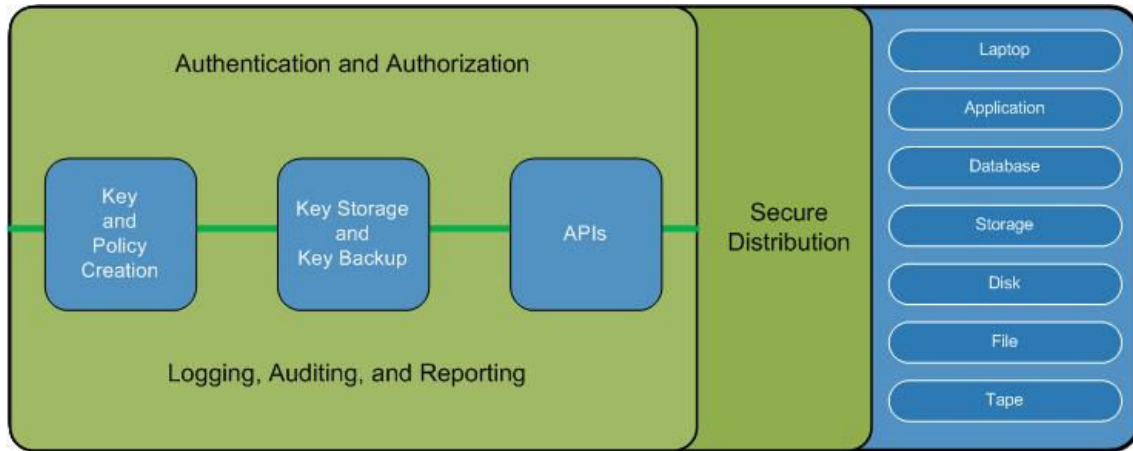 Authentication and Authorization
Key
and
Policy
Creation
Key Storage
and
Key Backup
APIs
Logging, Auditing, and Reporting
Secure
Distribution
Laptop
Application
Database
Storage
Disk
File
Tape